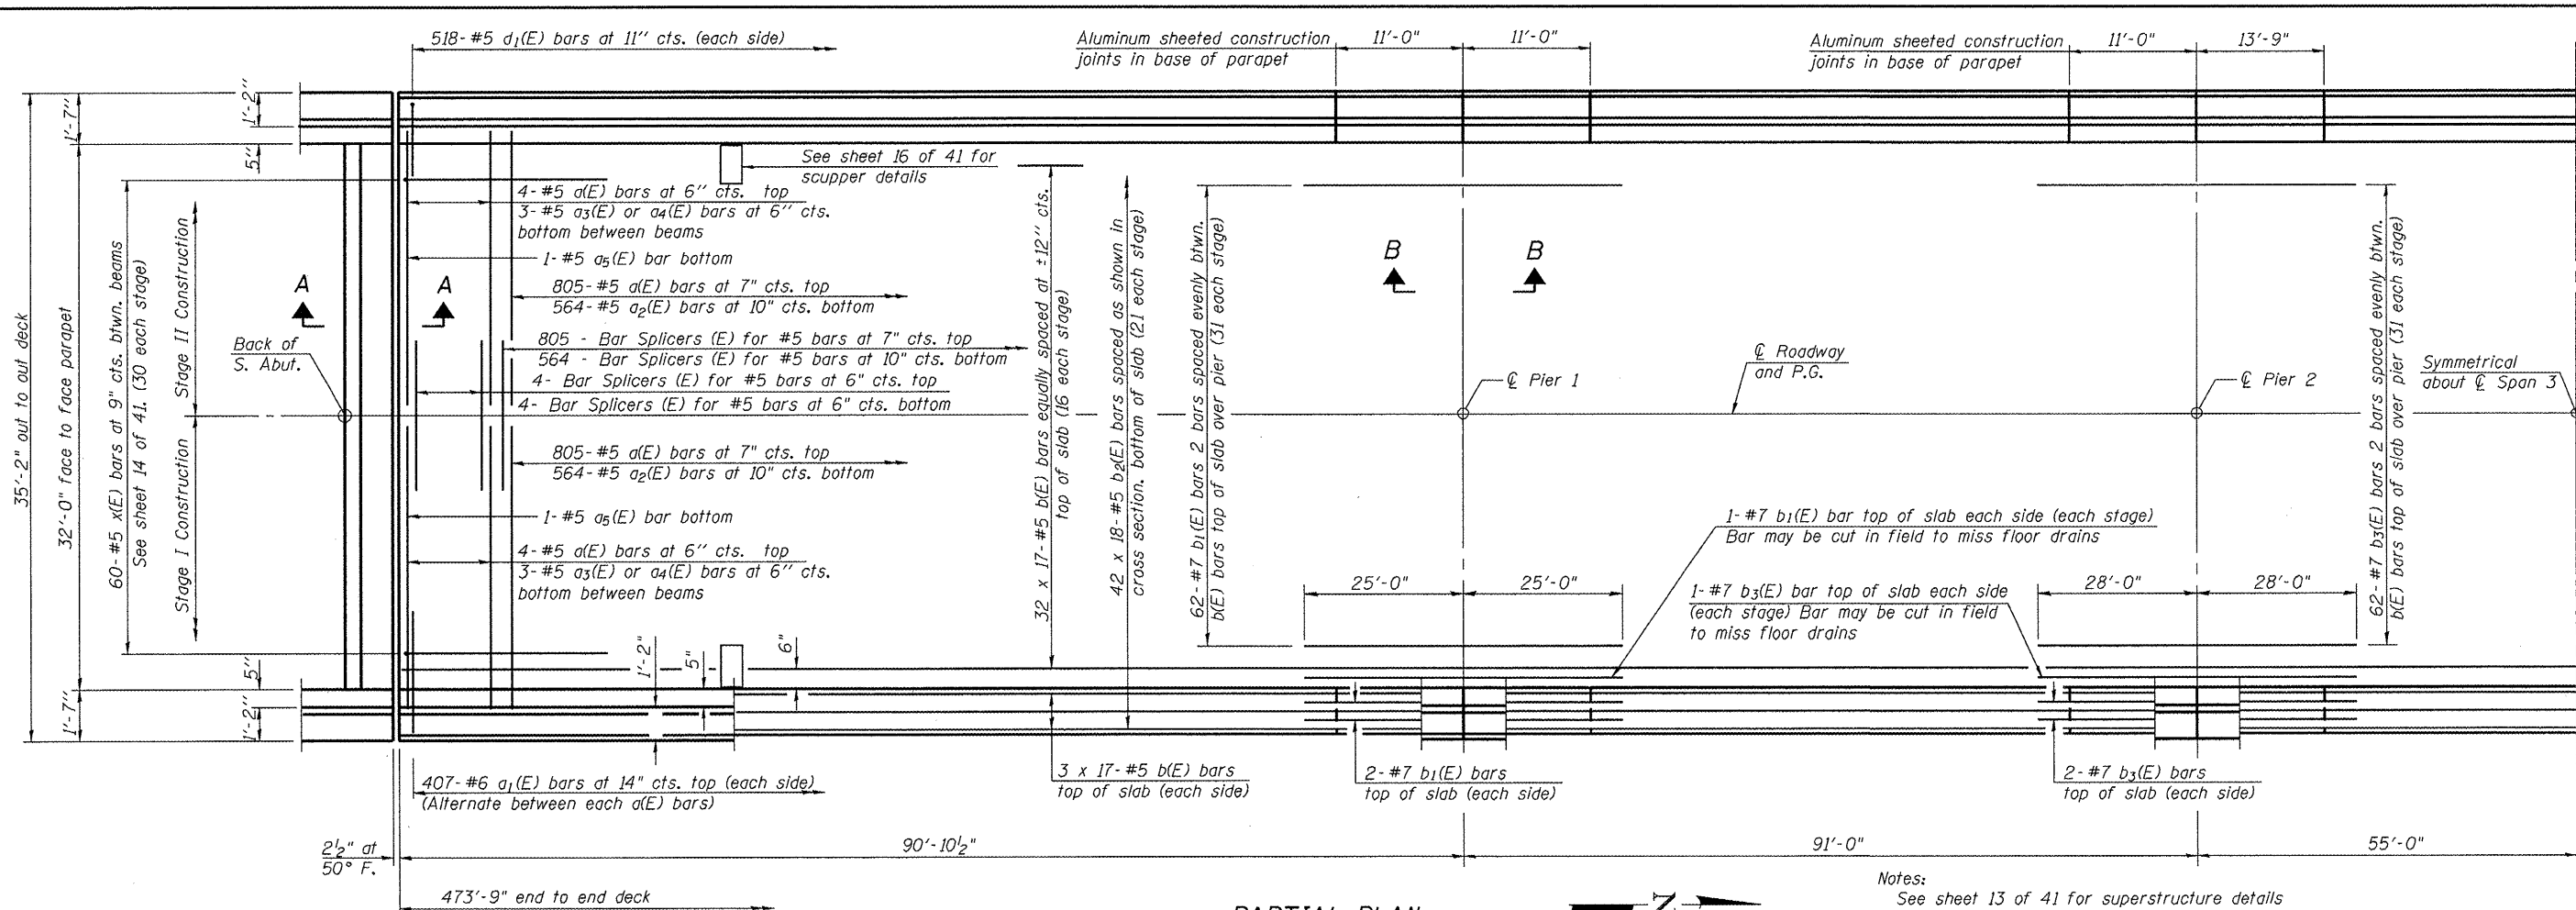 518-#5 d1(E) bars at 11" cts. (each side)
Aluminum sheeted construction
joints in base of parapet
11'-0"
11'-0"
Aluminum sheeted construction
joints in base of parapet
11'-0"
13'-9"
35'-2" out to out deck
32'-0" face to face parapet
1'-7"
1'-2"
5"
60-#5 x(E) bars at 9" cts. btwn. beams
See sheet 14 of 41. (30 each stage)
Stage II Construction
Stage I Construction
See sheet 16 of 41 for
scupper details
4-#5 a(E) bars at 6" cts. top
3-#5 a3(E) or a4(E) bars at 6" cts.
bottom between beams
1-#5 a5(E) bar bottom
A
A
805-#5 a(E) bars at 7" cts. top
564-#5 a2(E) bars at 10" cts. bottom
Back of
S. Abut.
805 - Bar Splicers (E) for #5 bars at 7" cts. top
564 - Bar Splicers (E) for #5 bars at 10" cts. bottom
4- Bar Splicers (E) for #5 bars at 6" cts. top
4- Bar Splicers (E) for #5 bars at 6" cts. bottom
805-#5 a(E) bars at 7" cts. top
564-#5 a2(E) bars at 10" cts. bottom
1-#5 a5(E) bar bottom
4-#5 a(E) bars at 6" cts. top
3-#5 a3(E) or a4(E) bars at 6" cts.
bottom between beams
32 x 17-#5 b(E) bars equally spaced at ±12" cts.
top of slab (16 each stage)
42 x 18-#5 b2(E) bars spaced as shown in
cross section. bottom of slab (21 each stage)
62-#7 b1(E) bars 2 bars spaced evenly btwn.
b(E) bars top of slab over pier (31 each stage)
B
B
℄ Pier 1
℄ Roadway
and P.G.
℄ Pier 2
62-#7 b3(E) bars 2 bars spaced evenly btwn.
b(E) bars top of slab over pier (31 each stage)
Symmetrical
about ℄ Span 3
1-#7 b1(E) bar top of slab each side (each stage)
Bar may be cut in field to miss floor drains
25'-0"
25'-0"
1-#7 b3(E) bar top of slab each side
(each stage) Bar may be cut in field
to miss floor drains
28'-0"
28'-0"
5"
1'-7"
1'-2"
1'-2"
5"
6"
407-#6 a1(E) bars at 14" cts. top (each side)
(Alternate between each a(E) bars)
3 x 17-#5 b(E) bars
top of slab (each side)
2-#7 b1(E) bars
top of slab (each side)
2-#7 b3(E) bars
top of slab (each side)
2½" at
50° F.
90'-10½"
91'-0"
55'-0"
473'-9" end to end deck
PARTIAL PLAN
N
Notes:
See sheet 13 of 41 for superstructure details